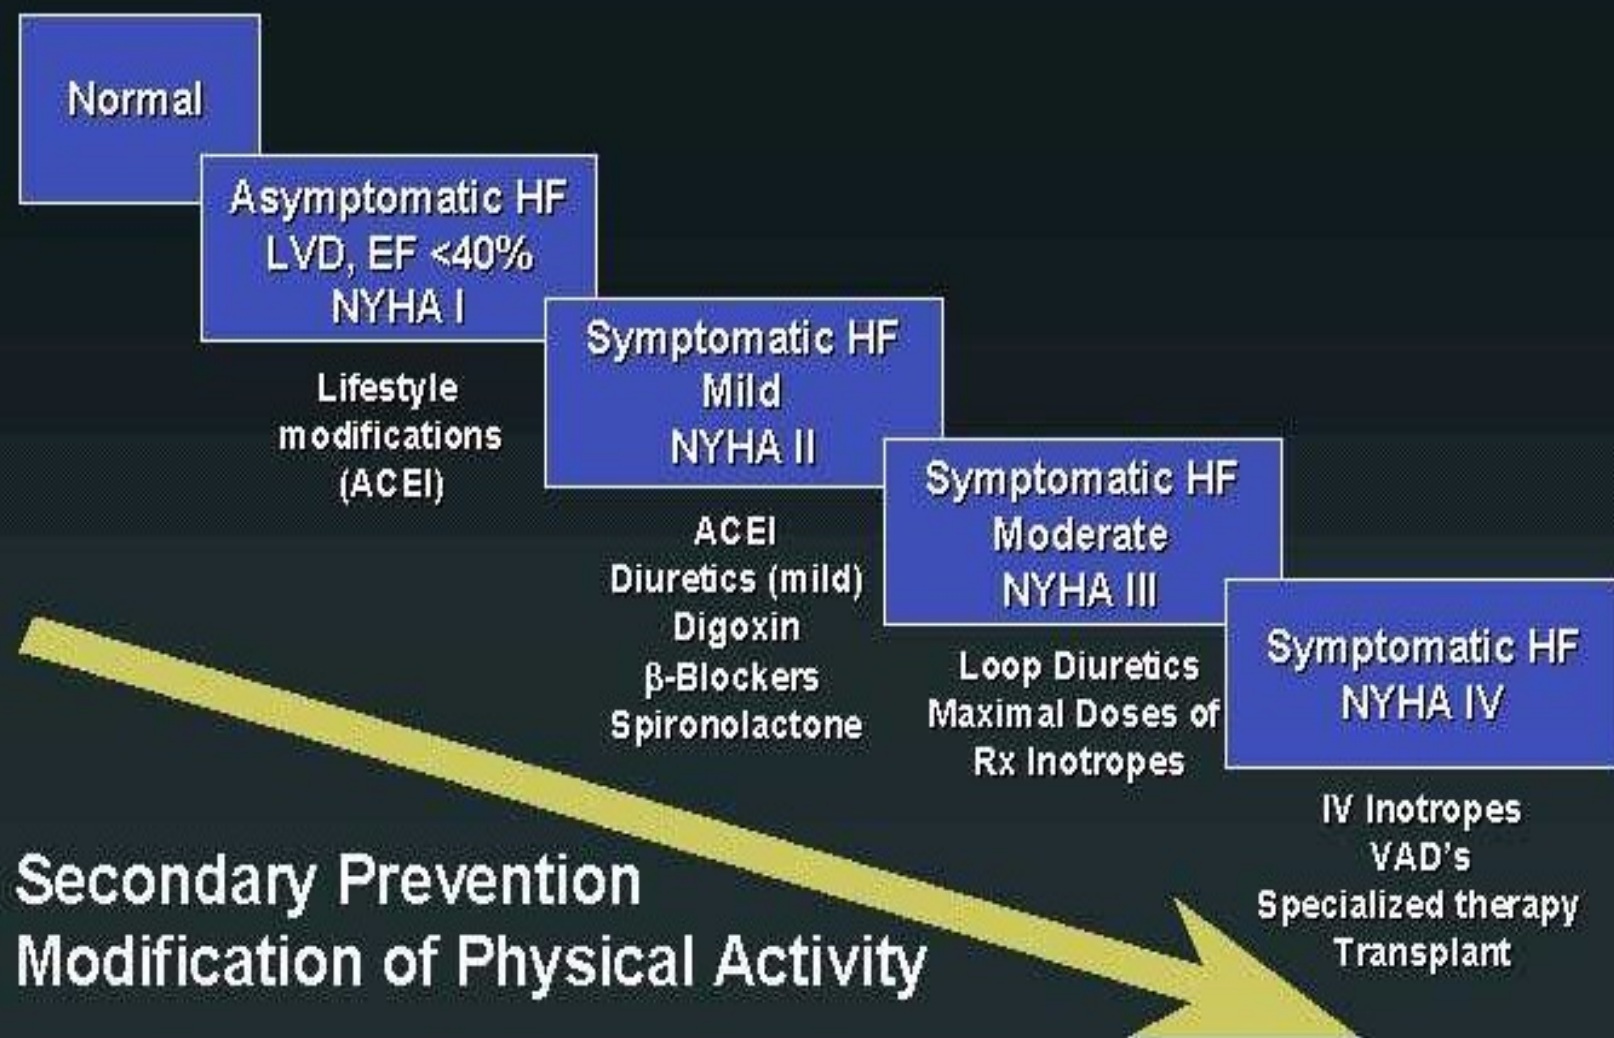 Normal
Asymptomatic HF
LVD, EF <40%
NYHA I
Lifestyle
modifications
(ACEI)
Symptomatic HF
Mild
NYHA II
ACEI
Diuretics (mild)
Digoxin
β-Blockers
Spironolactone
Symptomatic HF
Moderate
NYHA III
Loop Diuretics
Maximal Doses of
Rx Inotropes
Symptomatic HF
NYHA IV
IV Inotropes
VAD's
Specialized therapy
Transplant
Secondary Prevention
Modification of Physical Activity